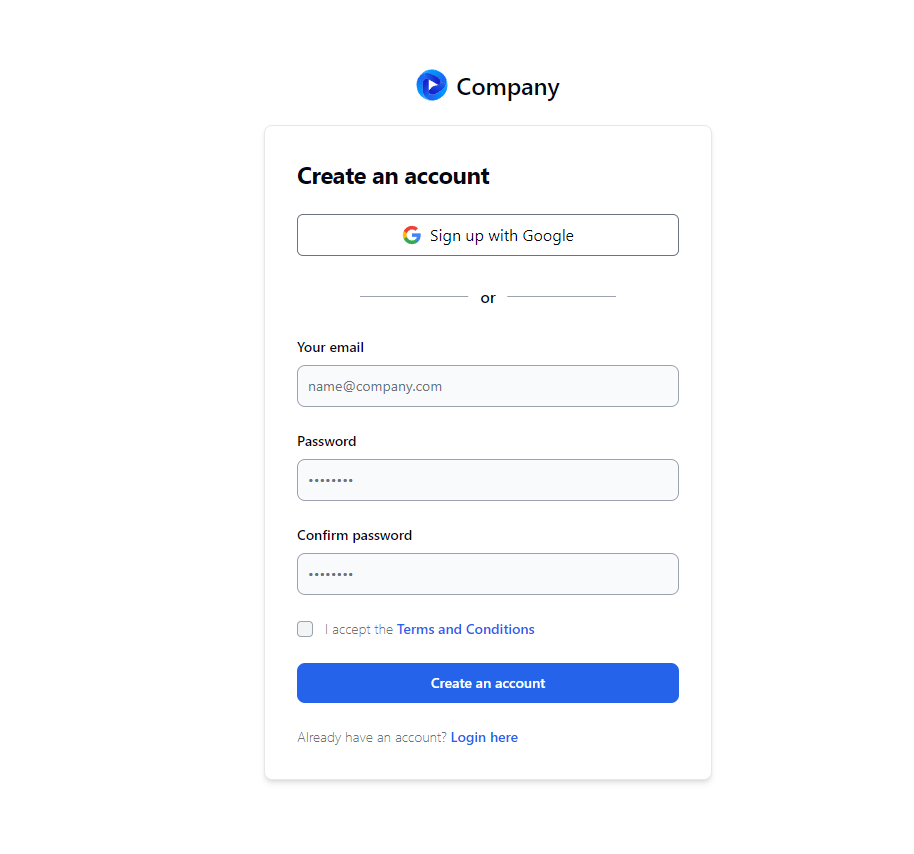 Company
Create an account
Sign up with Google
or
Your email
name@company.com
Password
••••••••
Confirm password
••••••••
I accept the Terms and Conditions
Create an account
Already have an account? Login here